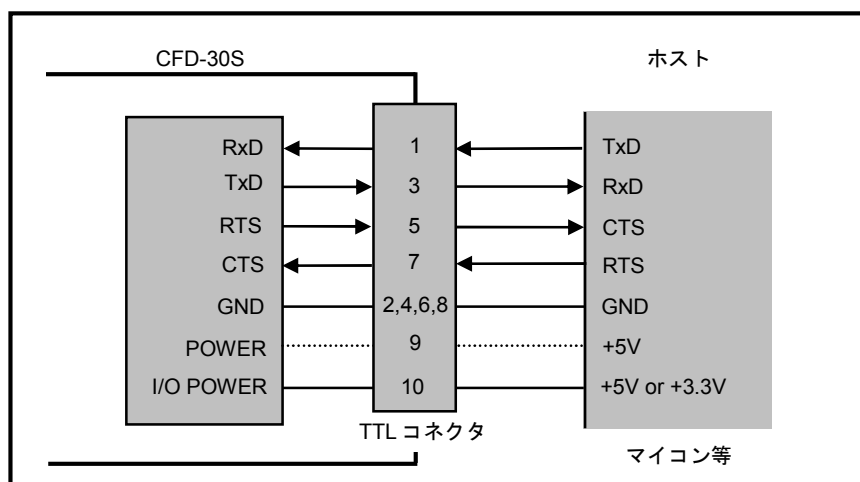 CFD-30S ホスト
RxD 1 TxD
TxD 3 RxD
RTS 5 CTS
CTS 7 RTS
GND 2,4,6,8 GND
POWER 9 +5V
I/O POWER 10 +5V or +3.3V
TTL コネクタ
マイコン等